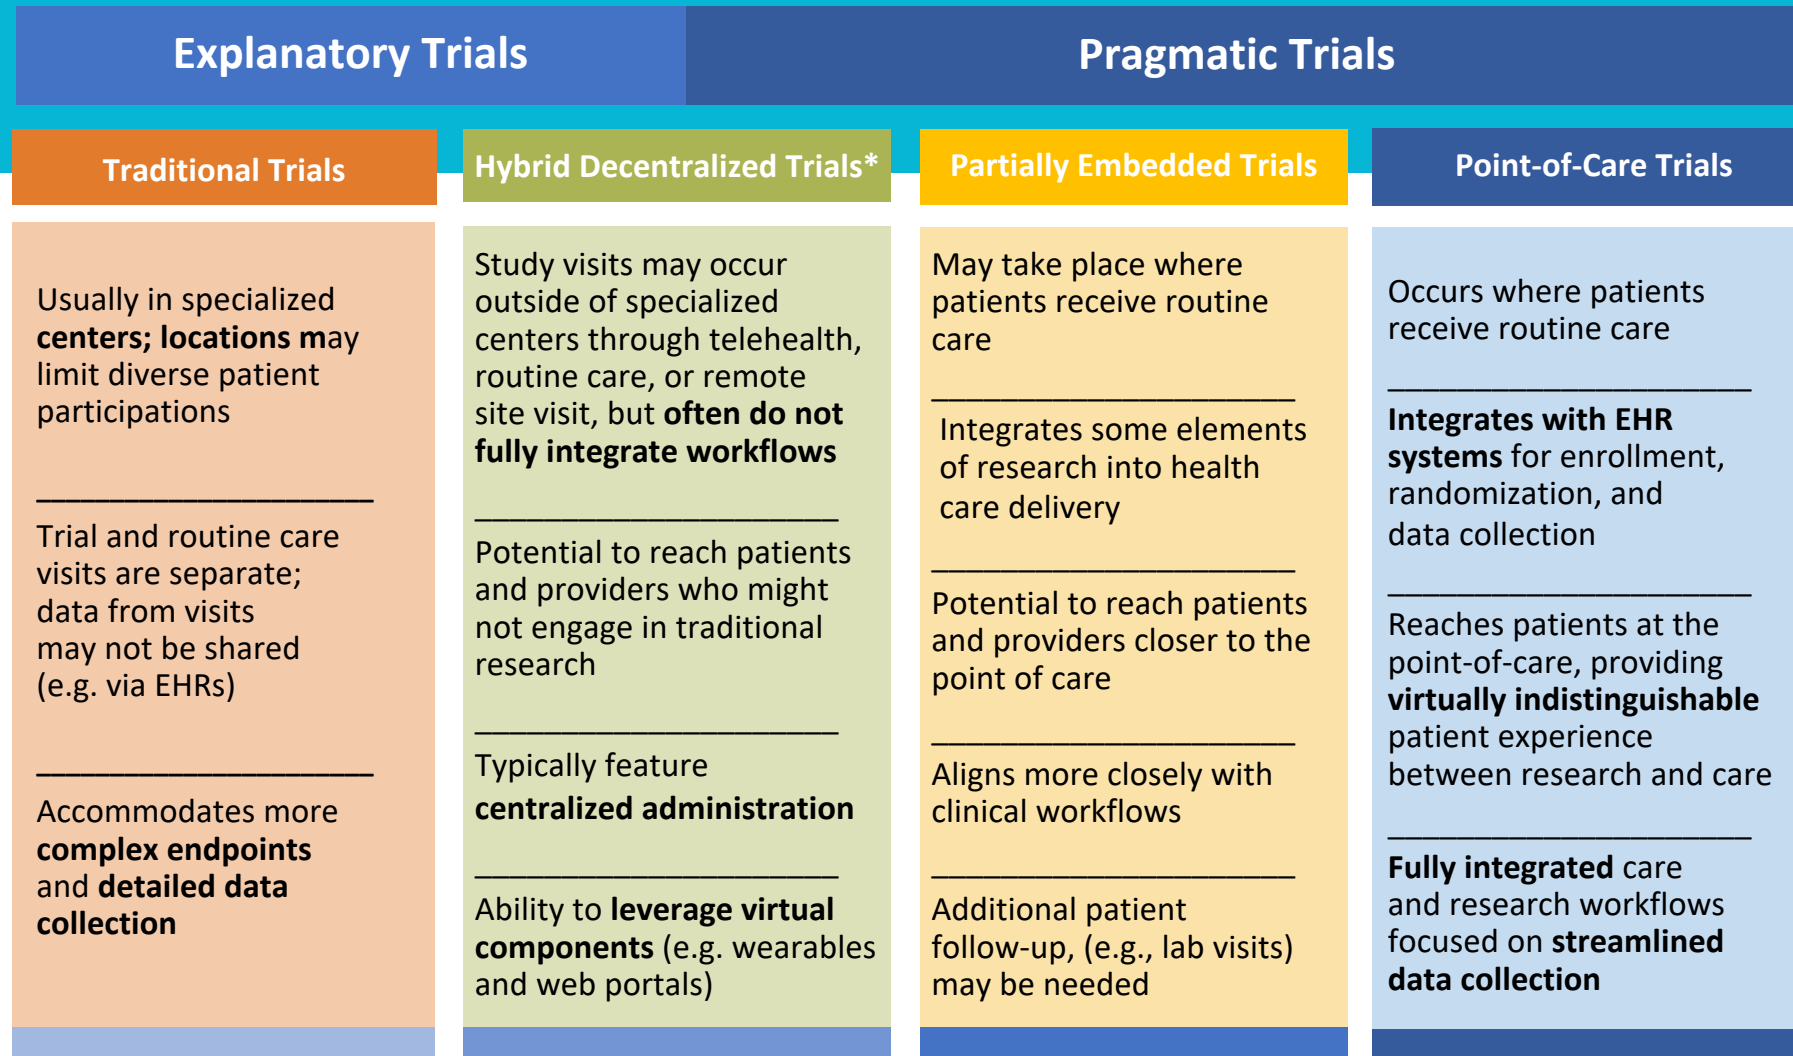 Explanatory Trials
Pragmatic Trials
Traditional Trials
Usually in specialized
centers; locations may
limit diverse patient
participations
Trial and routine care
visits are separate;
data from visits
may not be shared
(e.g. via EHRs)
Accommodates more
complex endpoints
and detailed data
collection
Hybrid Decentralized Trials*
Study visits may occur
outside of specialized
centers through telehealth,
routine care, or remote
site visit, but often do not
fully integrate workflows
Potential to reach patients
and providers who might
not engage in traditional
research
Typically feature
centralized administration
Ability to leverage virtual
components (e.g. wearables
and web portals)
Partially Embedded Trials
May take place where
patients receive routine
care
Integrates some elements
of research into health
care delivery
Potential to reach patients
and providers closer to the
point of care
Aligns more closely with
clinical workflows
Additional patient
follow-up, (e.g., lab visits)
may be needed
Point-of-Care Trials
Occurs where patients
receive routine care
Integrates with EHR
systems for enrollment,
randomization, and
data collection
Reaches patients at the
point-of-care, providing
virtually indistinguishable
patient experience
between research and care
Fully integrated care
and research workflows
focused on streamlined
data collection